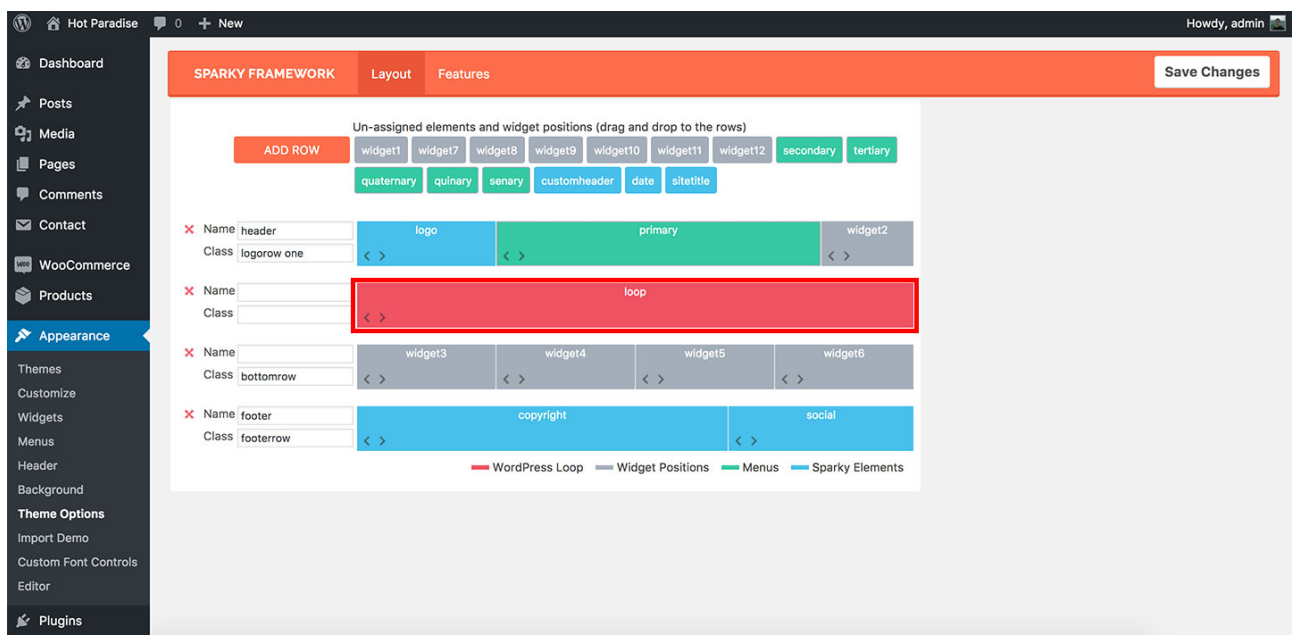 Hot Paradise 0 + New Howdy, admin
Dashboard
Posts
Media
Pages
Comments
Contact
WooCommerce
Products
Appearance
Themes
Customize
Widgets
Menus
Header
Background
Theme Options
Import Demo
Custom Font Controls
Editor
Plugins
SPARKY FRAMEWORK Layout Features Save Changes
Un-assigned elements and widget positions (drag and drop to the rows)
ADD ROW widget1 widget7 widget8 widget9 widget10 widget11 widget12 secondary tertiary
quaternary quinary senary customheader date sitetitle
Name header logo primary widget2
Class logorow one
Name loop
Class
Name widget3 widget4 widget5 widget6
Class bottomrow
Name footer copyright social
Class footerrow
WordPress Loop Widget Positions Menus Sparky Elements